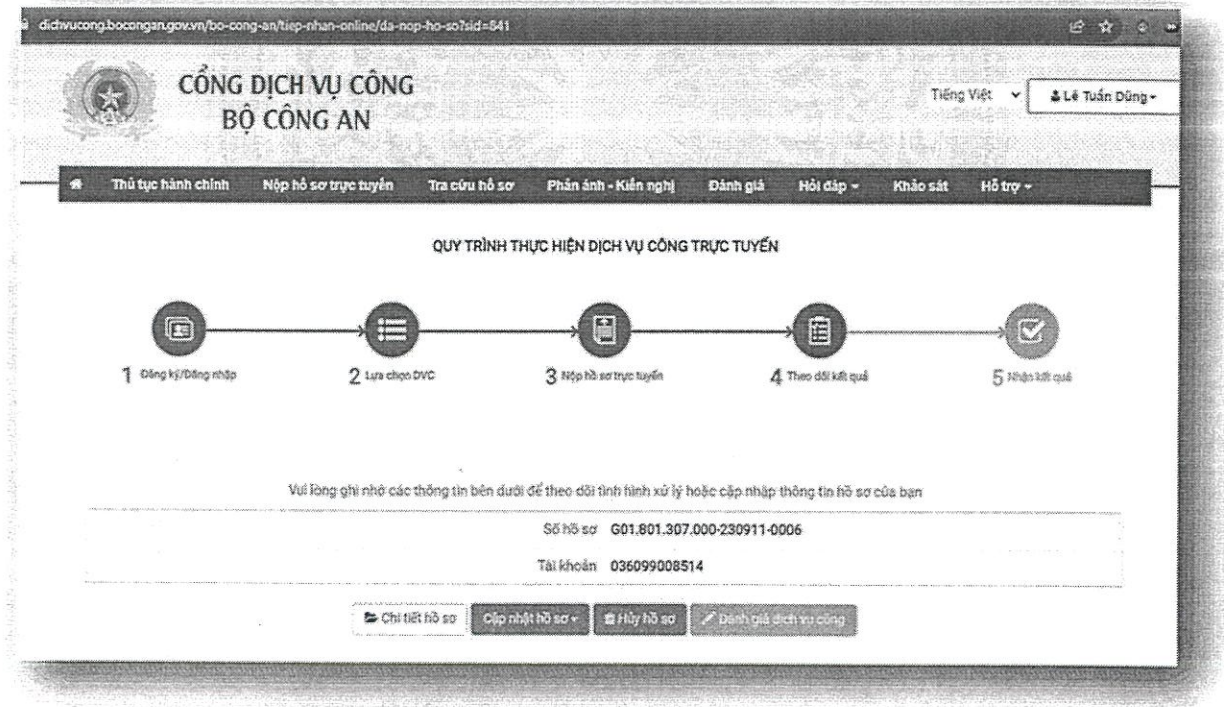 dichvucong.bocongan.gov.vn/bo-cong-an/tiep-nhan-online/da-nop-ho-so?sid=841
CỔNG DỊCH VỤ CÔNG
BỘ CÔNG AN
Tiếng Việt
Lê Tuấn Dũng
Thủ tục hành chính Nộp hồ sơ trực tuyến Tra cứu hồ sơ Phản ánh - Kiến nghị Đánh giá Hỏi đáp Khảo sát Hỗ trợ
QUY TRÌNH THỰC HIỆN DỊCH VỤ CÔNG TRỰC TUYẾN
1 Đăng ký/Đăng nhập 2 Lựa chọn DVC 3 Nộp hồ sơ trực tuyến 4 Theo dõi kết quả 5 Nhận kết quả
Vui lòng ghi nhớ các thông tin bên dưới để theo dõi tình hình xử lý hoặc cập nhập thông tin hồ sơ của bạn
Số hồ sơ G01.801.307.000-230911-0006
Tài khoản 036099008514
Chi tiết hồ sơ Cập nhật hồ sơ Hủy hồ sơ Đánh giá dịch vụ công